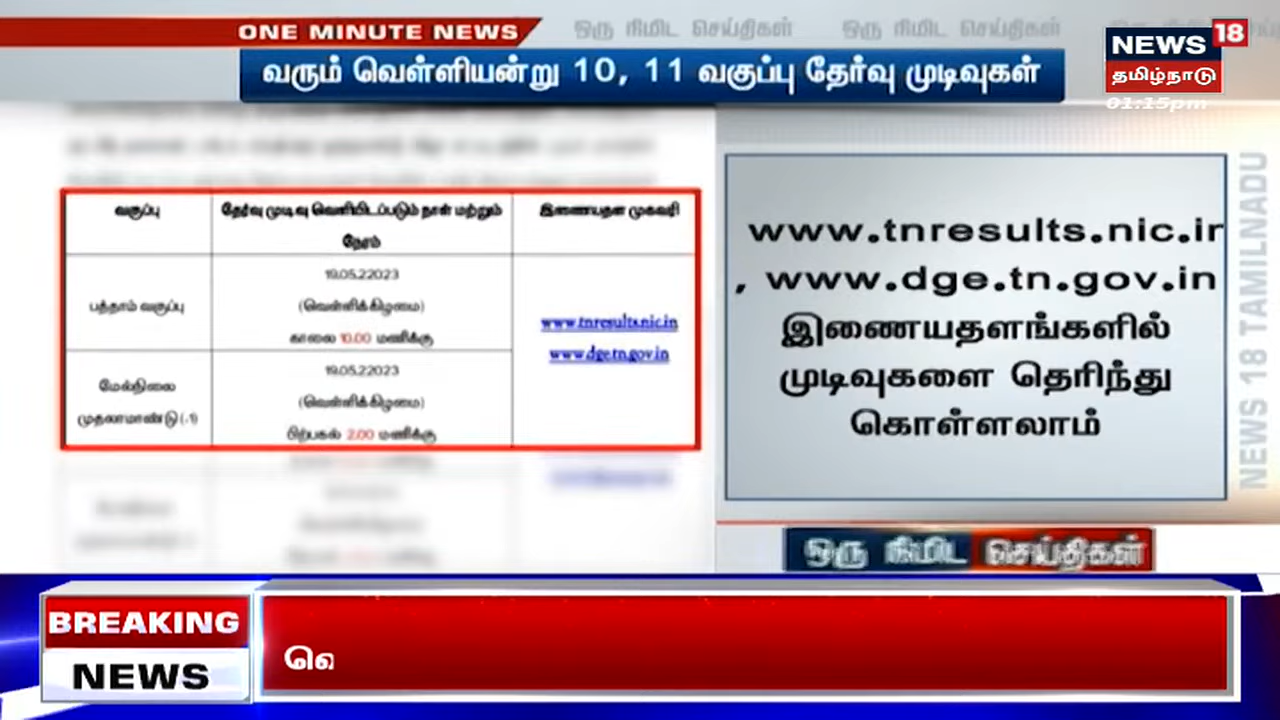 ONE MINUTE NEWS
ஒரு நிமிட செய்திகள் ஒரு நிமிட செய்திகள்
NEWS 18
தமிழ்நாடு
01:15pm
வரும் வெள்ளியன்று 10, 11 வகுப்பு தேர்வு முடிவுகள்
வகுப்பு
தேர்வு முடிவு வெளியிடப்படும் நாள் மற்றும்
நேரம்
இணையதள முகவரி
பத்தாம் வகுப்பு
19.05.22023
(வெள்ளிக்கிழமை)
காலை 10.00 மணிக்கு
www.tnresults.nic.in
www.dge.tn.gov.in
மேல்நிலை
முதலாமாண்டு (+1)
19.05.22023
(வெள்ளிக்கிழமை)
பிற்பகல் 2.00 மணிக்கு
www.tnresults.nic.in
, www.dge.tn.gov.in
இணையதளங்களில்
முடிவுகளை தெரிந்து
கொள்ளலாம்
NEWS 18 TAMILNADU
ஒரு நிமிட செய்திகள்
BREAKING
NEWS
வெ